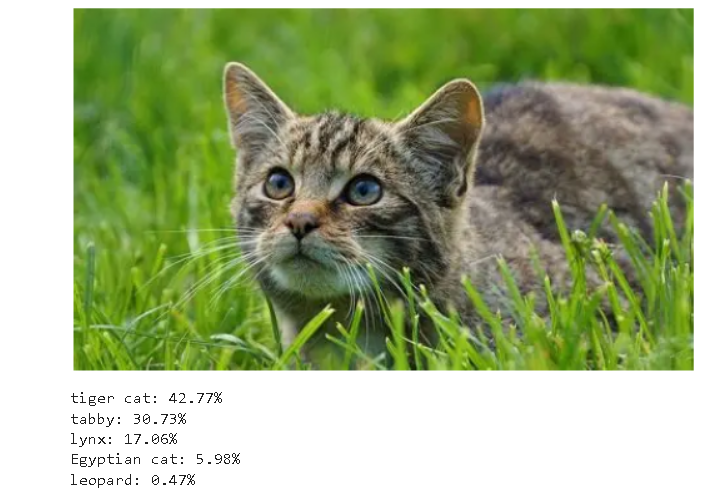 tiger cat: 42.77%
tabby: 30.73%
lynx: 17.06%
Egyptian cat: 5.98%
leopard: 0.47%